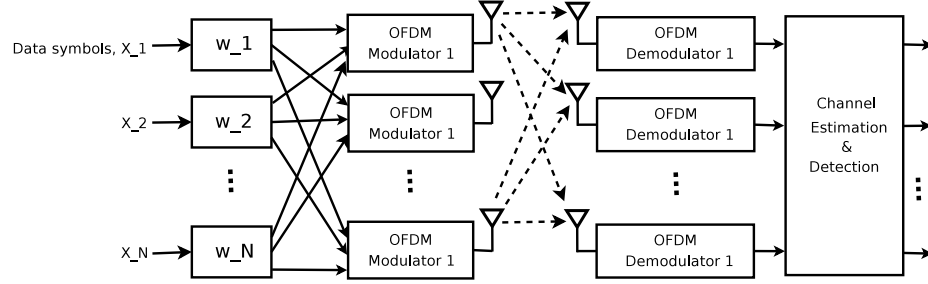 Data symbols, X_1
w_1
OFDM
Modulator 1
OFDM
Demodulator 1
X_2
w_2
OFDM
Modulator 1
OFDM
Demodulator 1
Channel
Estimation
&
Detection
X_N
w_N
OFDM
Modulator 1
OFDM
Demodulator 1